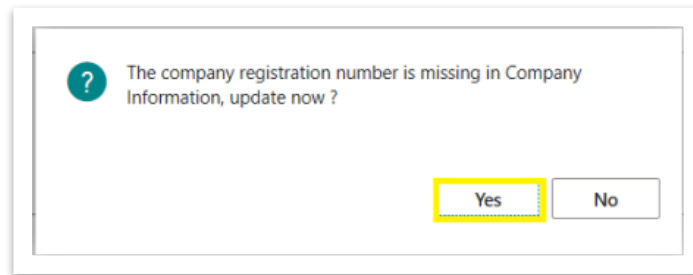 ?
The company registration number is missing in Company
Information, update now ?
Yes
No